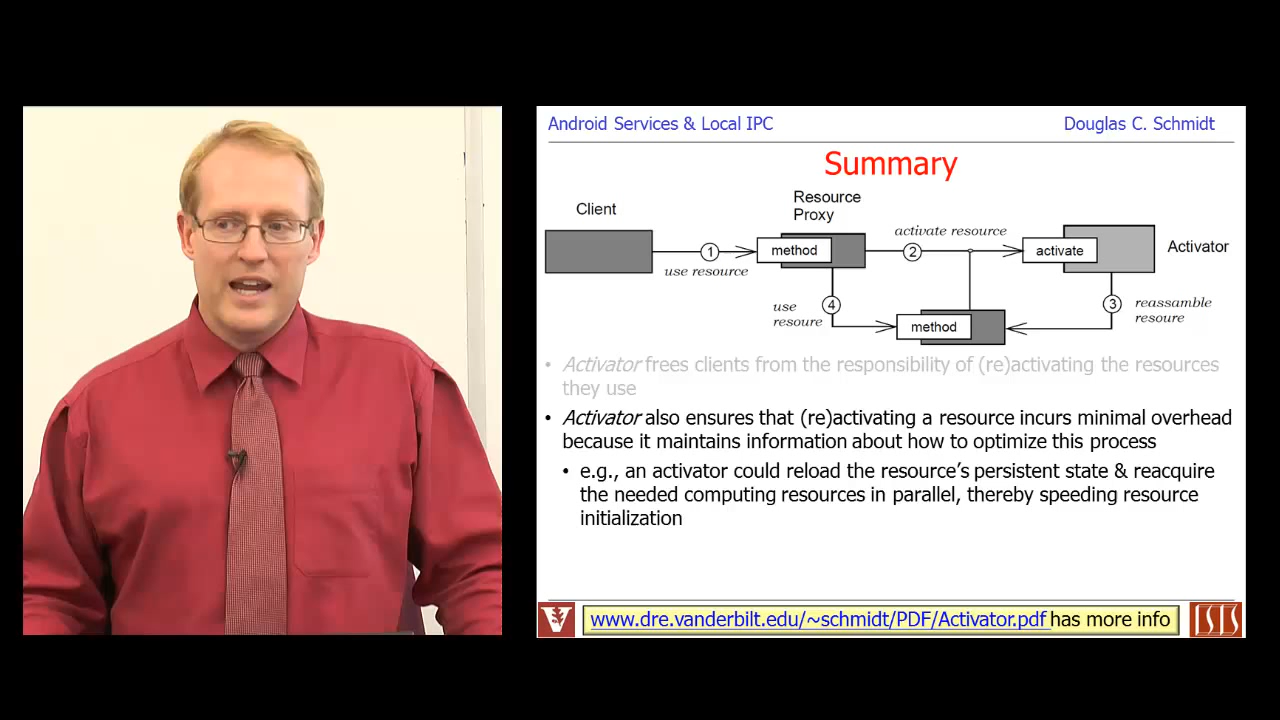 Android Services & Local IPC
Douglas C. Schmidt
Summary
Client
Resource
Proxy
activate resource
method
2
activate
Activator
1
use resource
use
resoure
4
method
3
reassamble
resoure
• Activator frees clients from the responsibility of (re)activating the resources
they use
• Activator also ensures that (re)activating a resource incurs minimal overhead
because it maintains information about how to optimize this process
• e.g., an activator could reload the resource's persistent state & reacquire
the needed computing resources in parallel, thereby speeding resource
initialization
V
www.dre.vanderbilt.edu/~schmidt/PDF/Activator.pdf has more info
ISIS